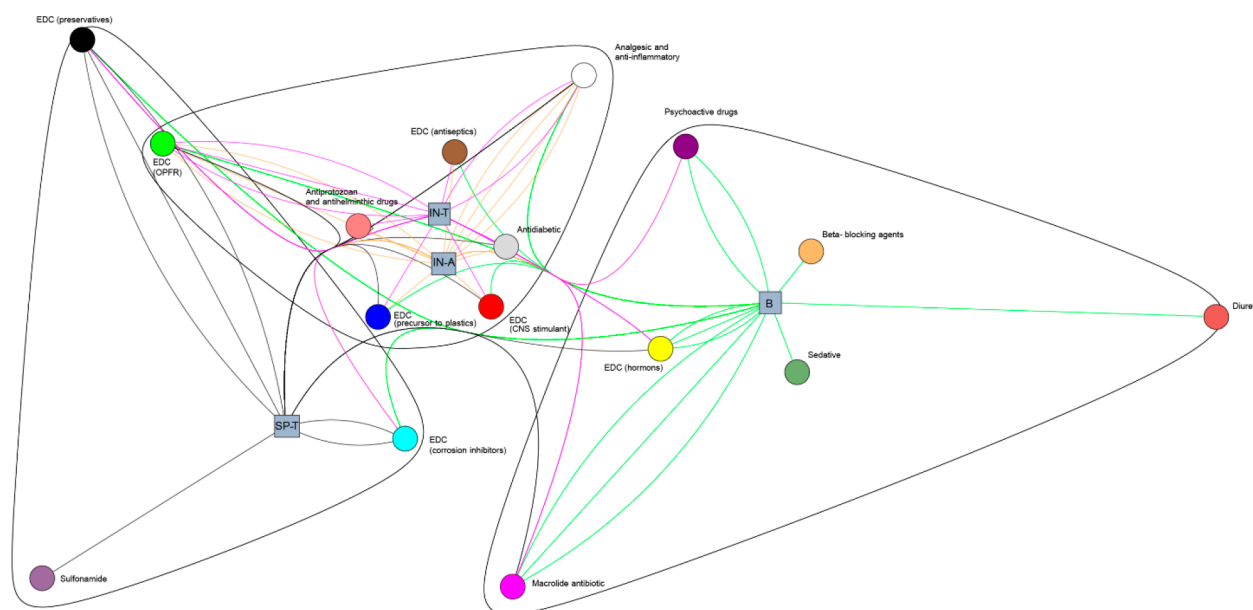 EDC (preservatives)
Analgesic and
anti-inflammatory
Psychoactive drugs
EDC (antiseptics)
EDC
(OPFR)
Antiprotozoan
and antihelminthic drugs
IN-T
Antidiabetic
Beta- blocking agents
IN-A
B
Diure
EDC
(precursor to plastics)
EDC
(CNS stimulant)
EDC (hormons)
Sedative
SP-T
EDC
(corrosion inhibitors)
Sulfonamide
Macrolide antibiotic